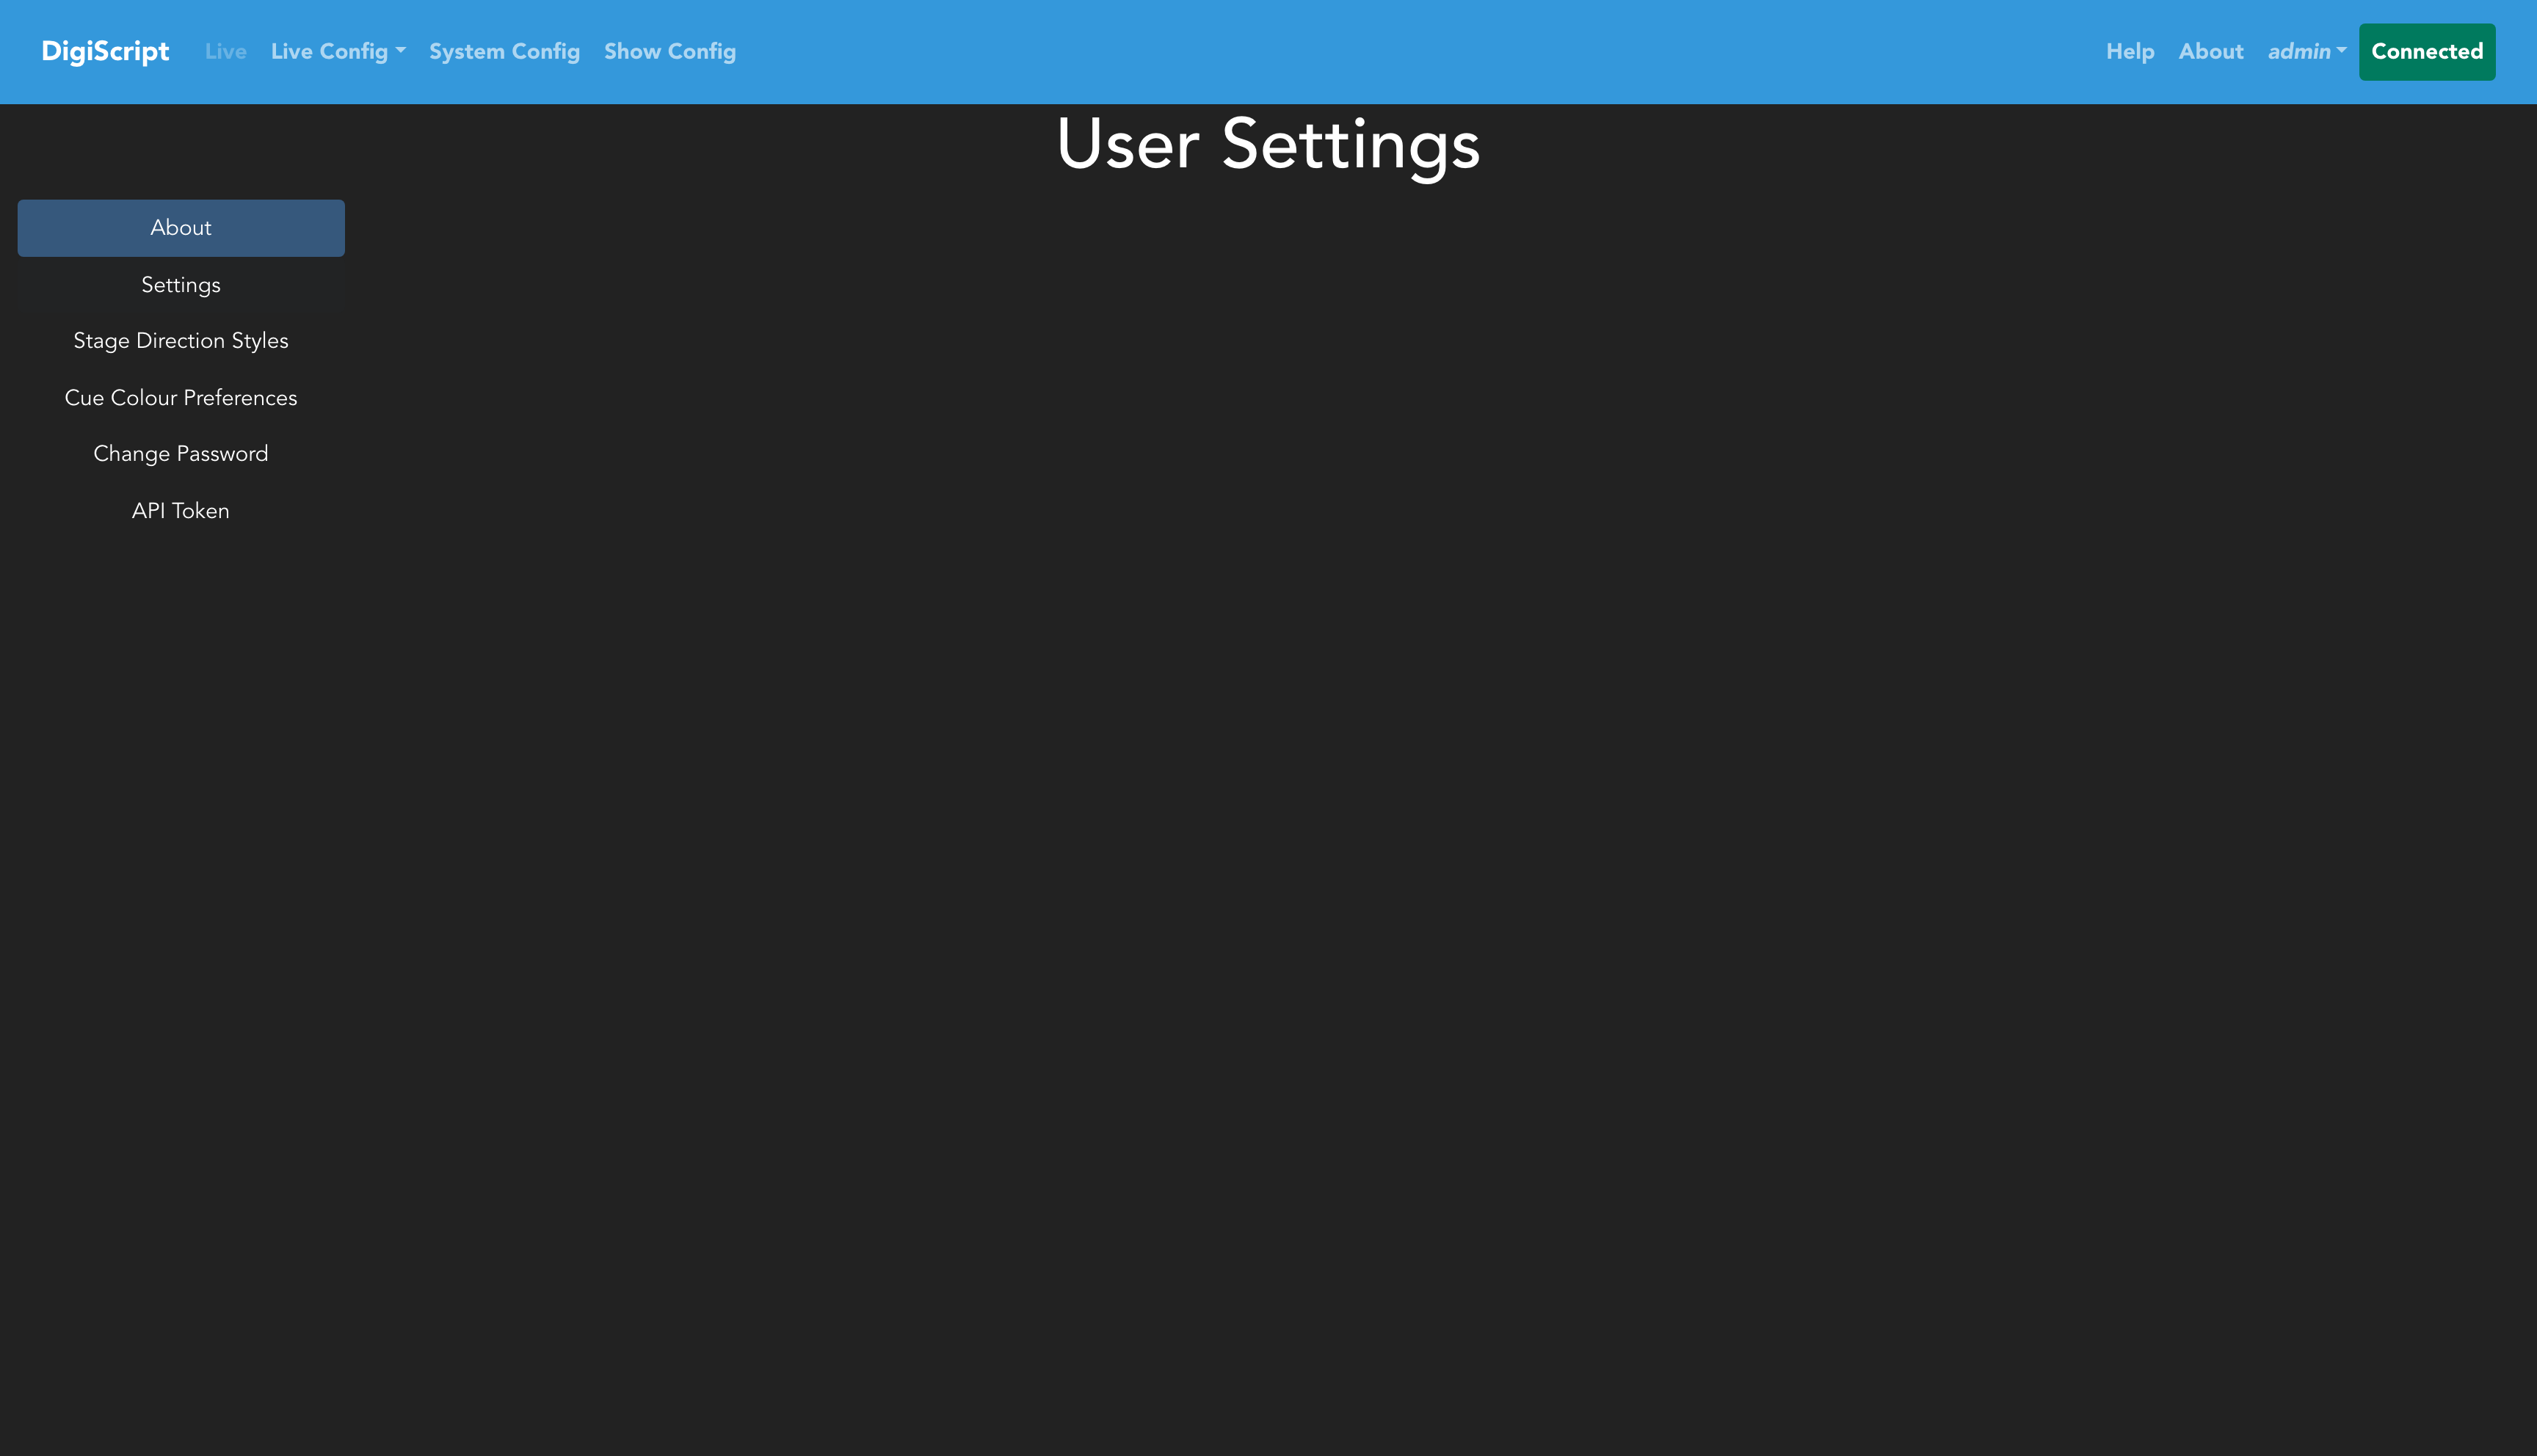 DigiScript Live Live Config System Config Show Config Help About admin Connected
User Settings
About
Settings
Stage Direction Styles
Cue Colour Preferences
Change Password
API Token